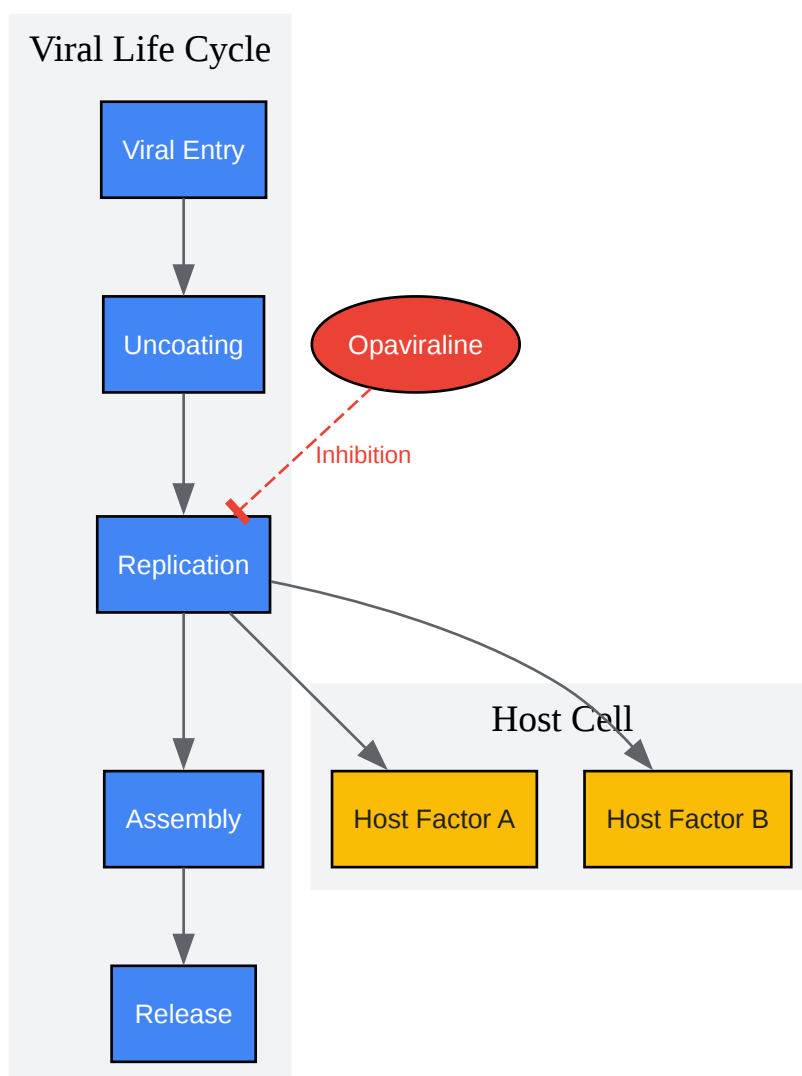 Viral Life Cycle
Viral Entry
Uncoating
Opaviraline
Inhibition
Replication
Host Cell
Assembly
Host Factor A
Host Factor B
Release